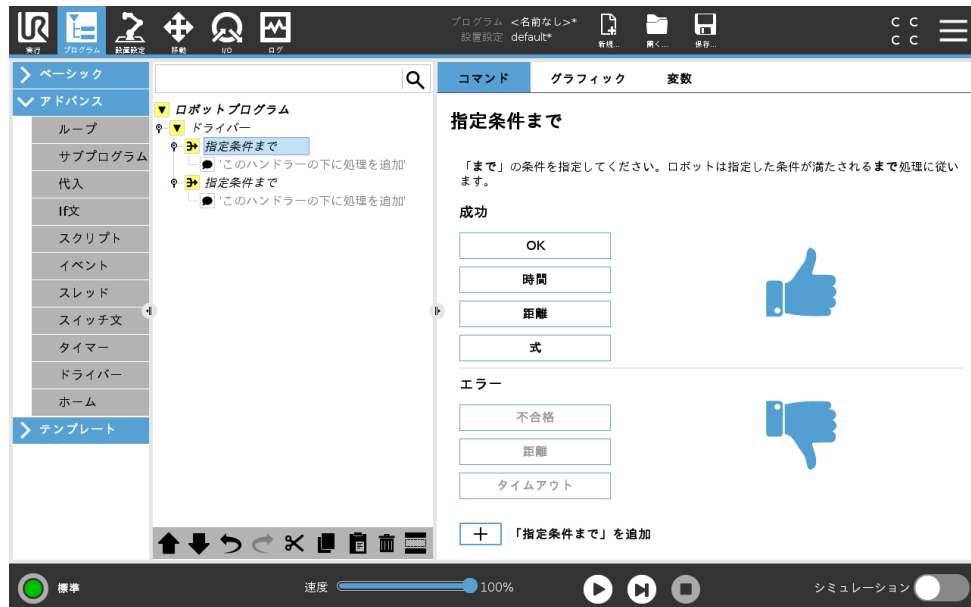 プログラム <名前なし>*
設置設定 default*
実行
プログラム
設置設定
移動
I/O
ログ
新規...
開く...
保存...
C C
C C
ベーシック
アドバンス
ループ
サブプログラム
代入
If文
スクリプト
イベント
スレッド
スイッチ文
タイマー
ドライバー
ホーム
テンプレート
ロボットプログラム
ドライバー
指定条件まで
'このハンドラーの下に処理を追加'
指定条件まで
'このハンドラーの下に処理を追加'
コマンド グラフィック 変数
指定条件まで
「まで」の条件を指定してください。ロボットは指定した条件が満たされるまで処理に従い
ます。
成功
OK
時間
距離
式
エラー
不合格
距離
タイムアウト
「指定条件まで」を追加
標準
速度 100%
シミュレーション